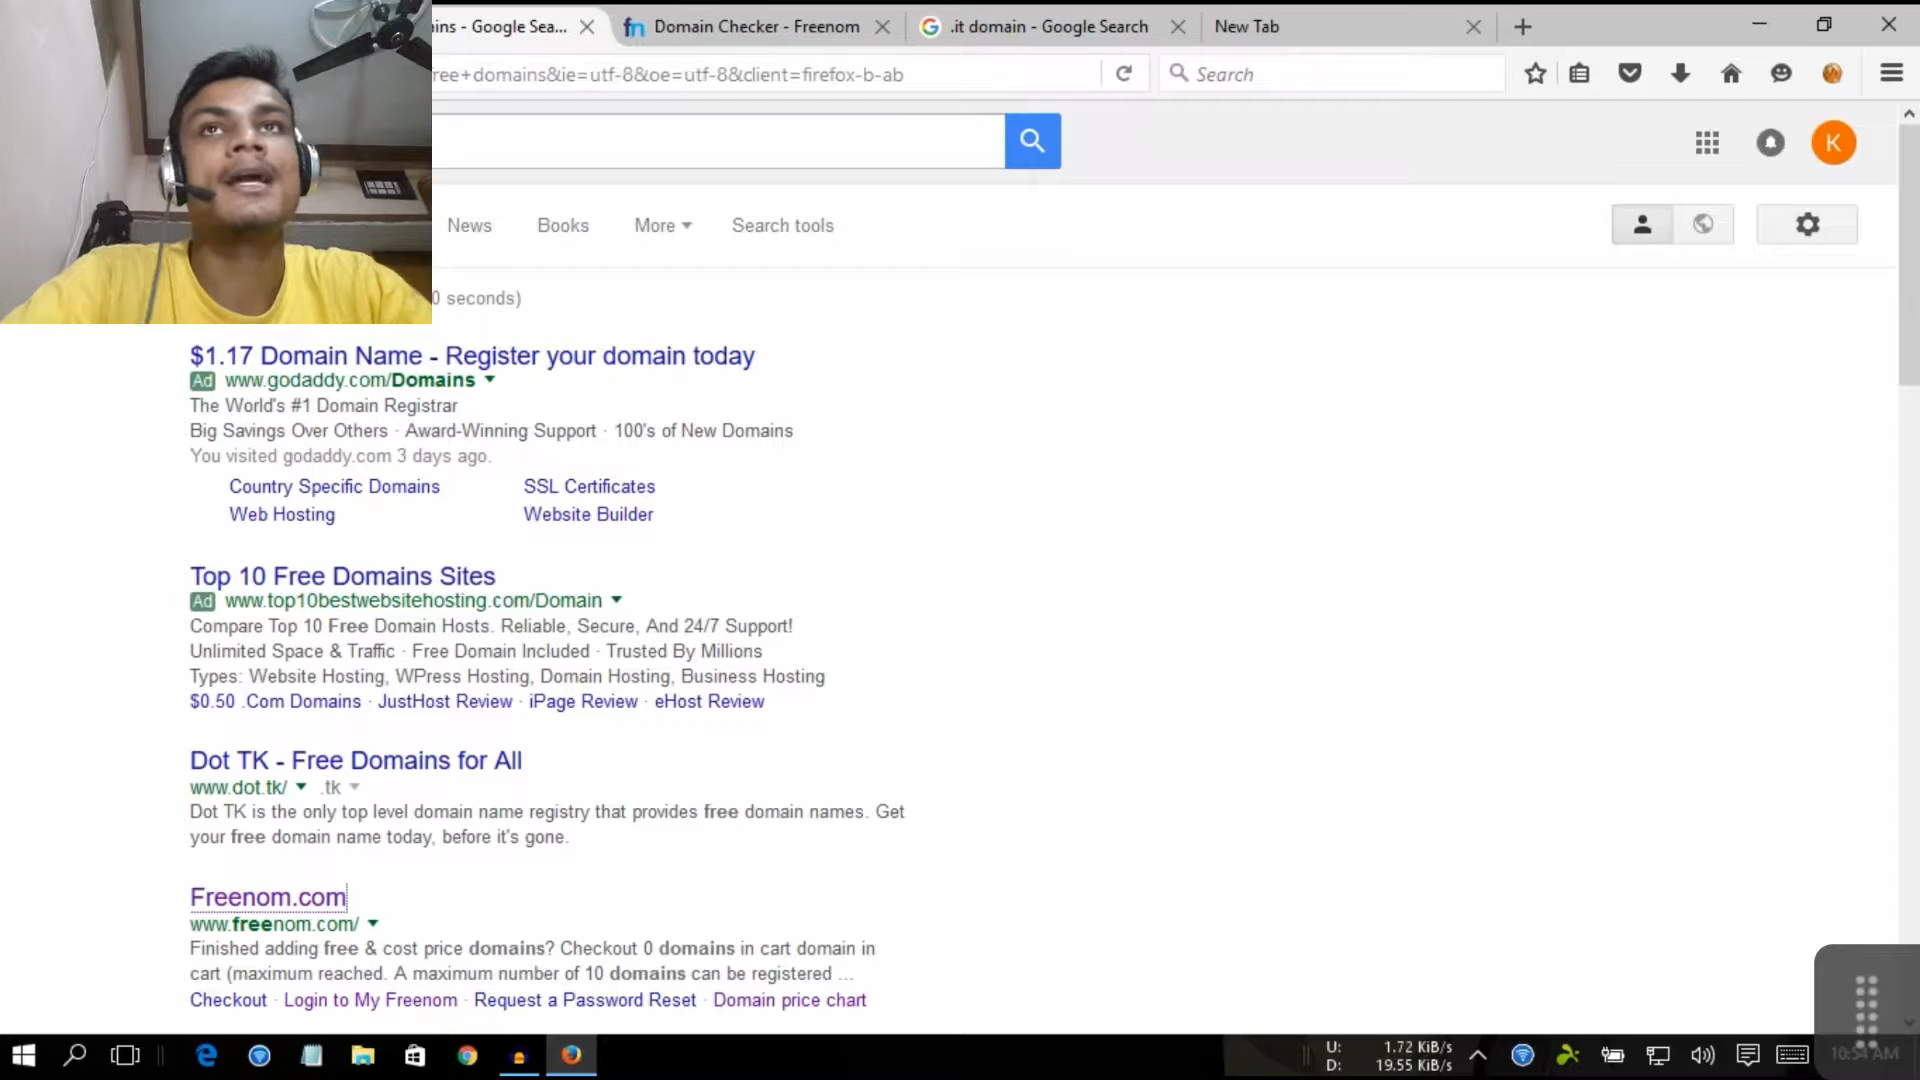 ins - Google Sea...
fn Domain Checker - Freenom
G .it domain - Google Search
New Tab
ree+domains&ie=utf-8&oe=utf-8&client=firefox-b-ab
Search
K
News
Books
More
Search tools
0 seconds)
$1.17 Domain Name - Register your domain today
Ad www.godaddy.com/Domains
The World's #1 Domain Registrar
Big Savings Over Others · Award-Winning Support · 100's of New Domains
You visited godaddy.com 3 days ago.
Country Specific Domains SSL Certificates
Web Hosting Website Builder
Top 10 Free Domains Sites
Ad www.top10bestwebsitehosting.com/Domain
Compare Top 10 Free Domain Hosts. Reliable, Secure, And 24/7 Support!
Unlimited Space & Traffic · Free Domain Included · Trusted By Millions
Types: Website Hosting, WPress Hosting, Domain Hosting, Business Hosting
$0.50 .Com Domains · JustHost Review · iPage Review · eHost Review
Dot TK - Free Domains for All
www.dot.tk/ .tk
Dot TK is the only top level domain name registry that provides free domain names. Get
your free domain name today, before it's gone.
Freenom.com
www.freenom.com/
Finished adding free & cost price domains? Checkout 0 domains in cart domain in
cart (maximum reached. A maximum number of 10 domains can be registered ...
Checkout · Login to My Freenom · Request a Password Reset · Domain price chart
U: 1.72 KiB/s
D: 19.55 KiB/s
10:54 AM